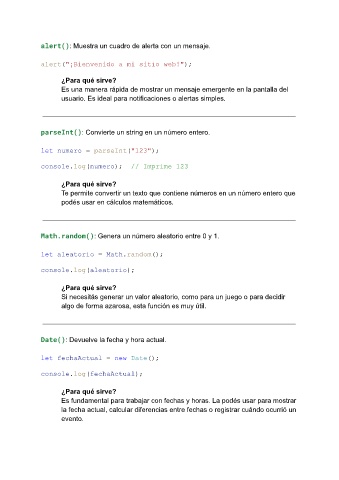 alert(): Muestra un cuadro de alerta con un mensaje.
alert("¡Bienvenido a mi sitio web!");
¿Para qué sirve?
Es una manera rápida de mostrar un mensaje emergente en la pantalla del
usuario. Es ideal para notificaciones o alertas simples.
parseInt(): Convierte un string en un número entero.
let numero = parseInt("123");
console.log(numero); // Imprime 123
¿Para qué sirve?
Te permite convertir un texto que contiene números en un número entero que
podés usar en cálculos matemáticos.
Math.random(): Genera un número aleatorio entre 0 y 1.
let aleatorio = Math.random();
console.log(aleatorio);
¿Para qué sirve?
Si necesitás generar un valor aleatorio, como para un juego o para decidir
algo de forma azarosa, esta función es muy útil.
Date(): Devuelve la fecha y hora actual.
let fechaActual = new Date();
console.log(fechaActual);
¿Para qué sirve?
Es fundamental para trabajar con fechas y horas. La podés usar para mostrar
la fecha actual, calcular diferencias entre fechas o registrar cuándo ocurrió un
evento.